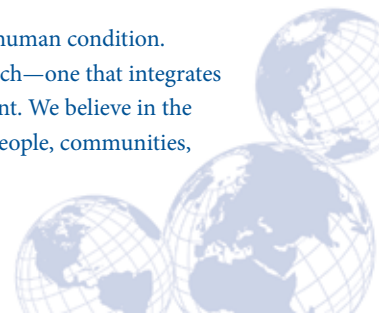 human condition.
ch—one that integrates
nt. We believe in the
eople, communities,